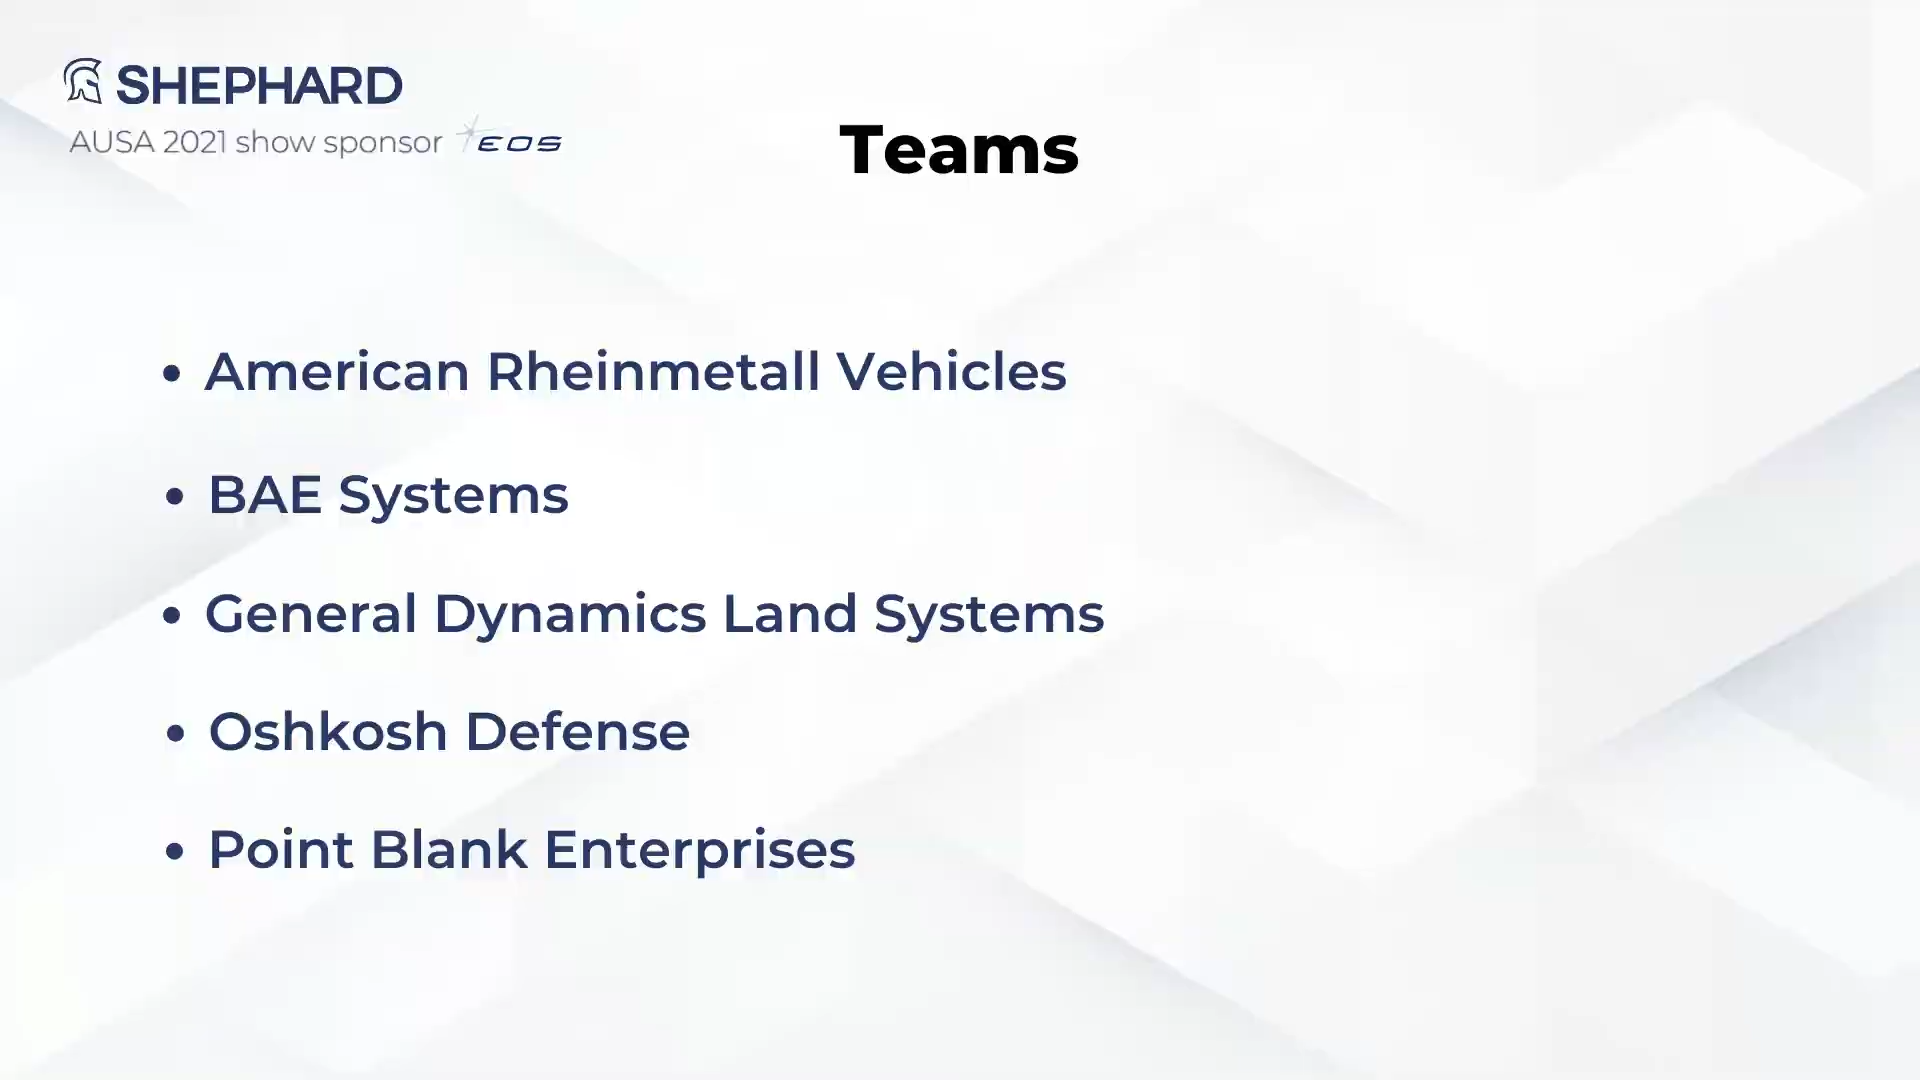 SHEPHARD
AUSA 2021 show sponsor EOS
Teams
• American Rheinmetall Vehicles
• BAE Systems
• General Dynamics Land Systems
• Oshkosh Defense
• Point Blank Enterprises